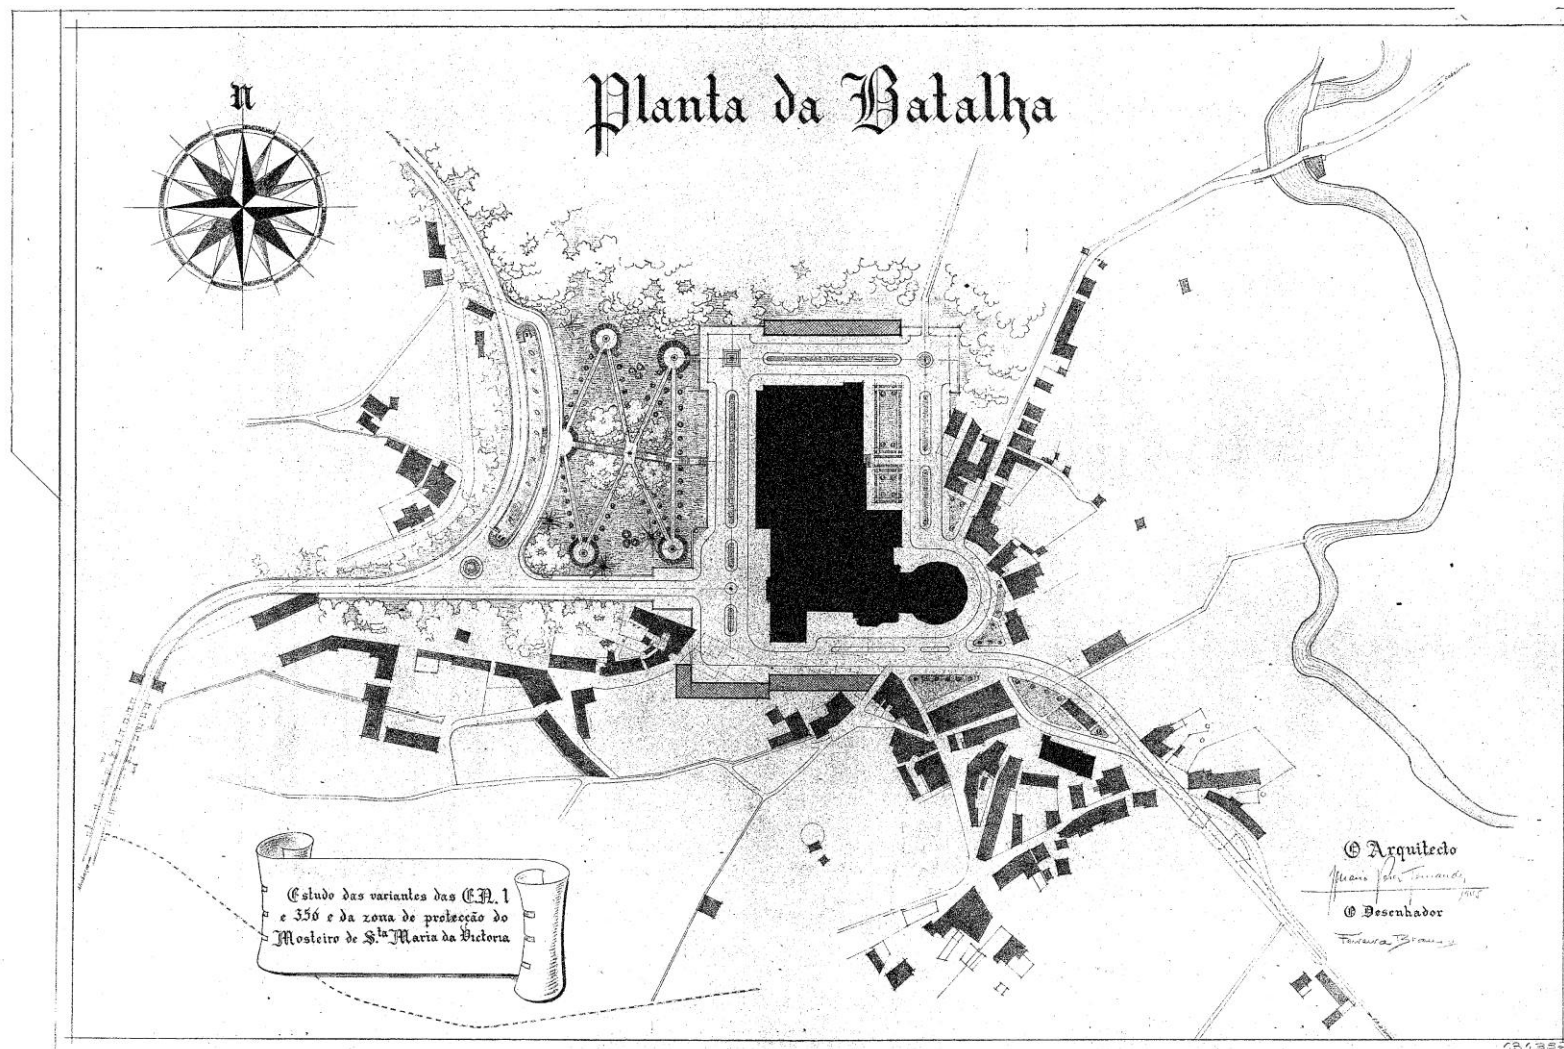 Planta da Batalha
N
Estudo das variantes das E.N. 1
e 356 e da zona de protecção do
Mosteiro de S.ta Maria da Victoria
O Arquitecto
O Desenhador